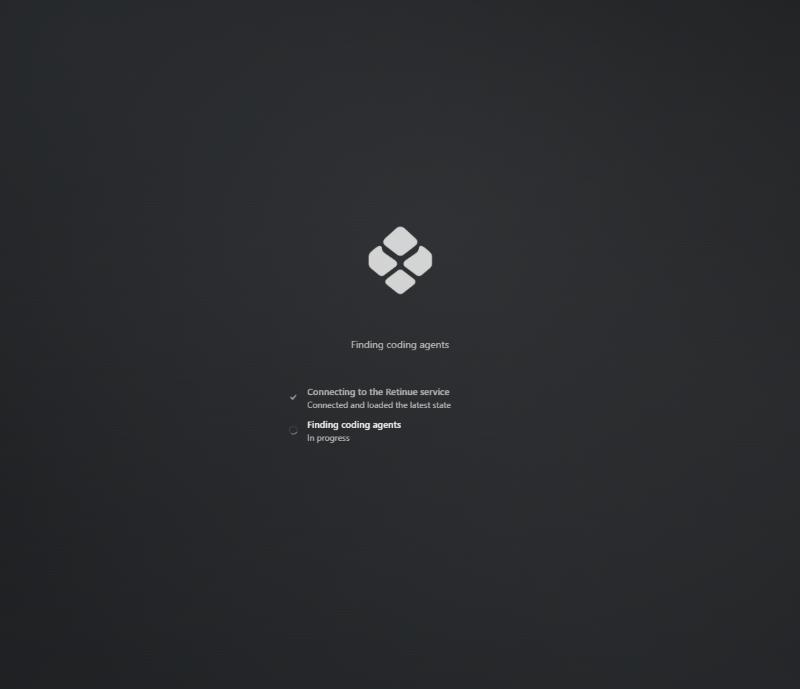 Finding coding agents
Connecting to the Retinue service
Connected and loaded the latest state
Finding coding agents
In progress